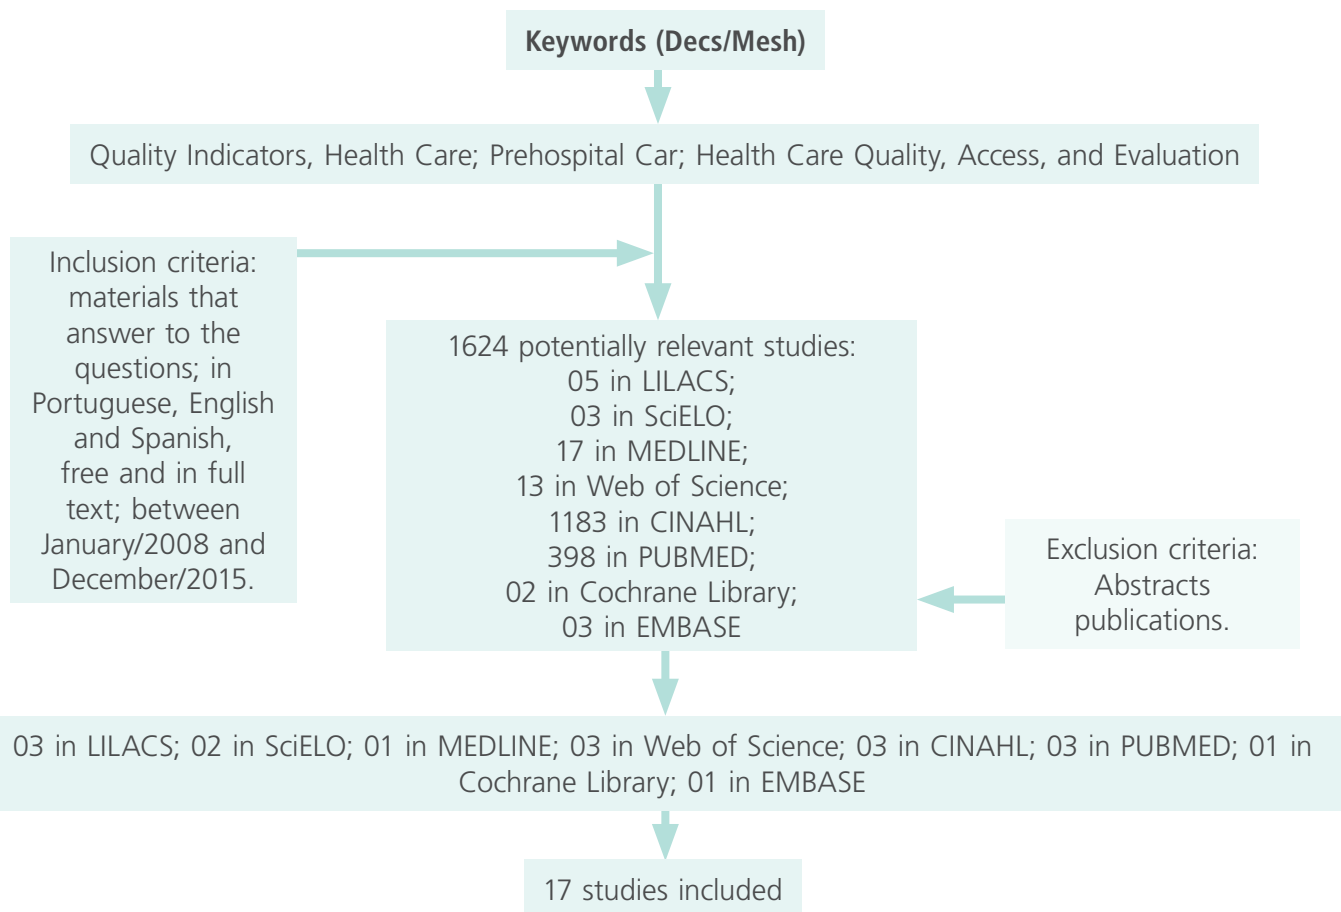 Keywords (Decs/Mesh)
Quality Indicators, Health Care; Prehospital Car; Health Care Quality, Access, and Evaluation
Inclusion criteria:
materials that
answer to the
questions; in
Portuguese, English
and Spanish,
free and in full
text; between
January/2008 and
December/2015.
1624 potentially relevant studies:
05 in LILACS;
03 in SciELO;
17 in MEDLINE;
13 in Web of Science;
1183 in CINAHL;
398 in PUBMED;
02 in Cochrane Library;
03 in EMBASE
Exclusion criteria:
Abstracts
publications.
03 in LILACS; 02 in SciELO; 01 in MEDLINE; 03 in Web of Science; 03 in CINAHL; 03 in PUBMED; 01 in
Cochrane Library; 01 in EMBASE
17 studies included